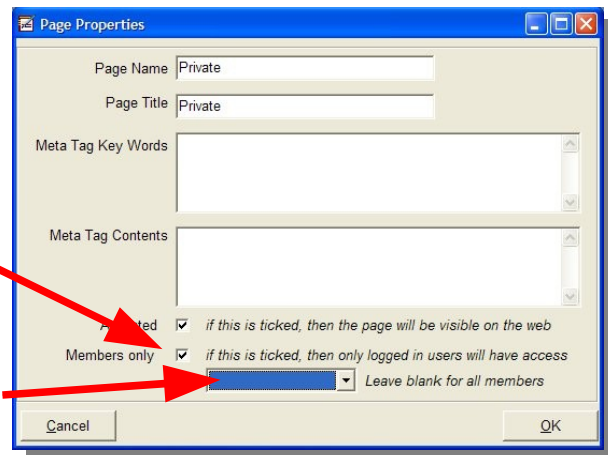 Page Properties
Page Name Private
Page Title Private
Meta Tag Key Words
Meta Tag Contents
if this is ticked, then the page will be visible on the web
Members only if this is ticked, then only logged in users will have access
Leave blank for all members
Cancel OK